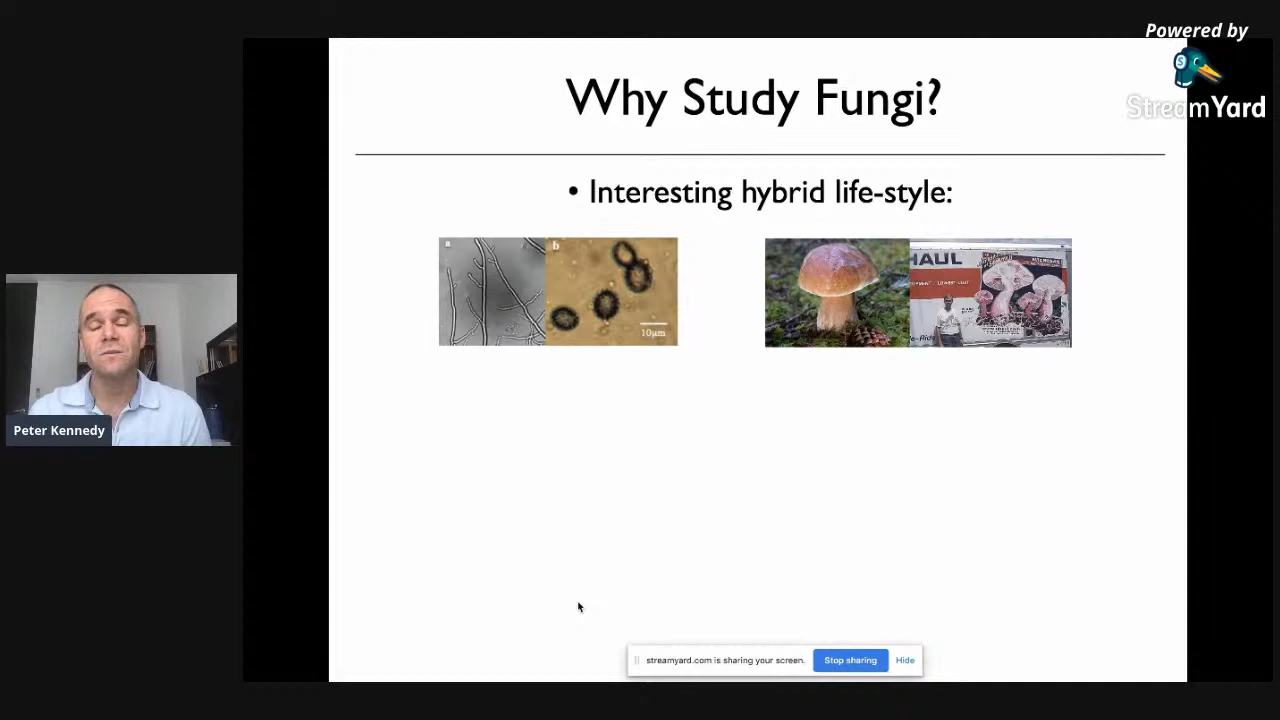 Powered by
StreamYard
Why Study Fungi?
• Interesting hybrid life-style:
a
b
10µm
HAUL
Peter Kennedy
streamyard.com is sharing your screen.
Stop sharing
Hide